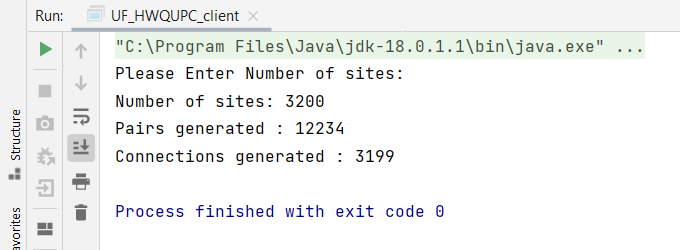 Run: UF_HWQUPC_client
"C:\Program Files\Java\jdk-18.0.1.1\bin\java.exe" ...
Please Enter Number of sites:
Number of sites: 3200
Pairs generated : 12234
Connections generated : 3199
Process finished with exit code 0
Structure